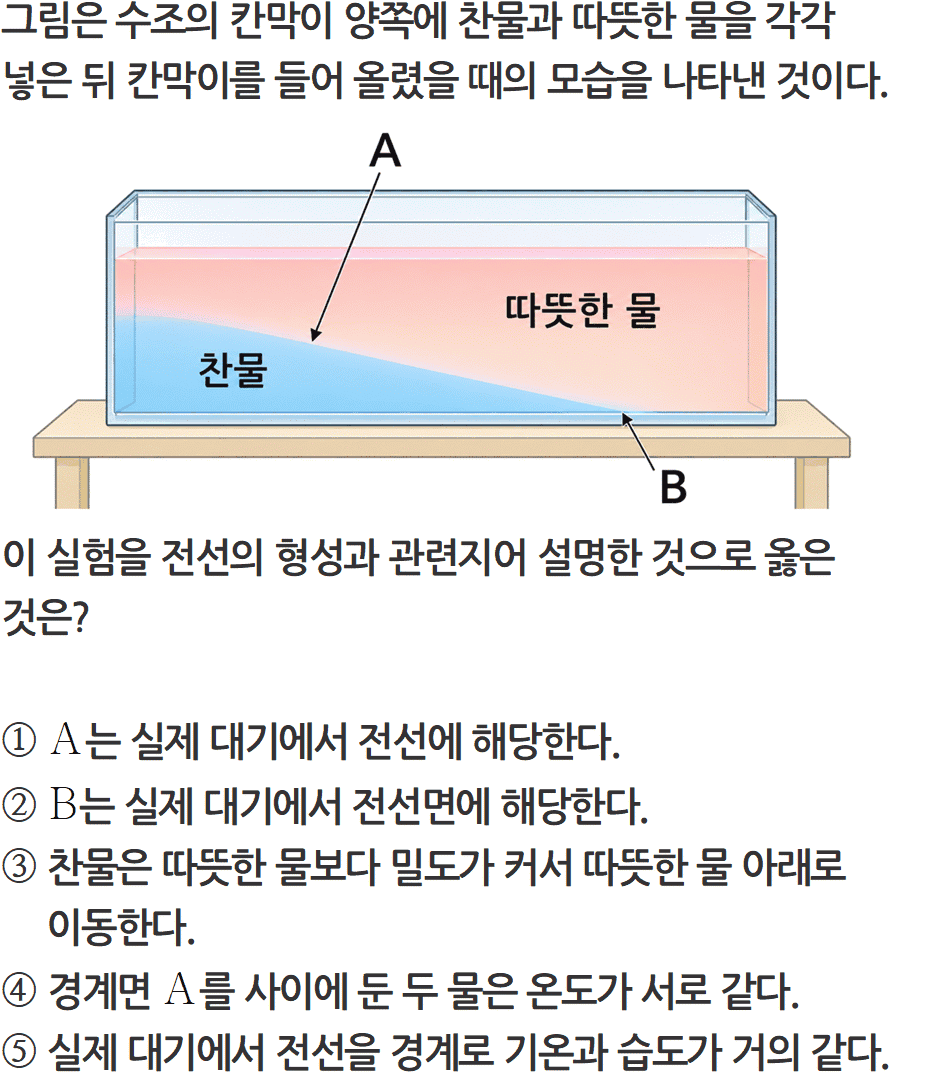 그림은 수조의 칸막이 양쪽에 찬물과 따뜻한 물을 각각
넣은 뒤 칸막이를 들어 올렸을 때의 모습을 나타낸 것이다.
A
따뜻한 물
찬물
B
이 실험을 전선의 형성과 관련지어 설명한 것으로 옳은
것은?
① A는 실제 대기에서 전선에 해당한다.
② B는 실제 대기에서 전선면에 해당한다.
③ 찬물은 따뜻한 물보다 밀도가 커서 따뜻한 물 아래로
이동한다.
④ 경계면 A를 사이에 둔 두 물은 온도가 서로 같다.
⑤ 실제 대기에서 전선을 경계로 기온과 습도가 거의 같다.